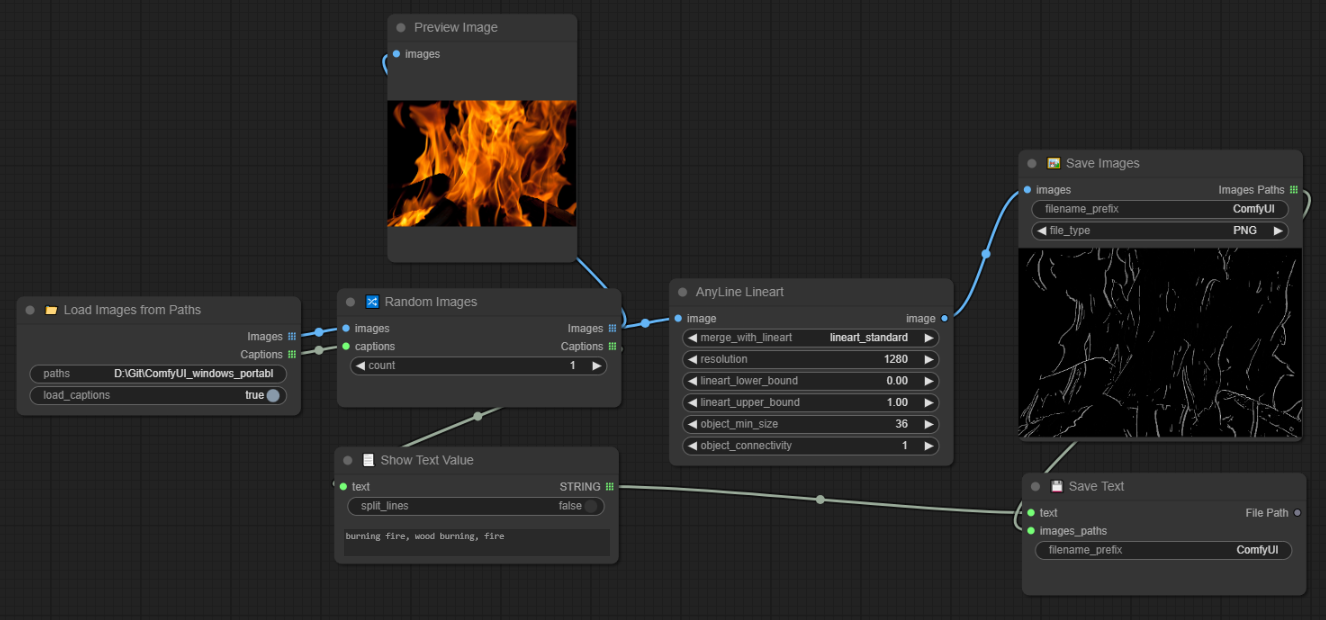 Preview Image
images
Load Images from Paths
Images
Captions
paths D:\Git\ComfyUI_windows_portabl
load_captions true
Random Images
images Images
captions Captions
count 1
Show Text Value
text STRING
split_lines false
burning fire, wood burning, fire
AnyLine Lineart
image image
merge_with_lineart lineart_standard
resolution 1280
lineart_lower_bound 0.00
lineart_upper_bound 1.00
object_min_size 36
object_connectivity 1
Save Images
images Images Paths
filename_prefix ComfyUI
file_type PNG
Save Text
text File Path
images_paths
filename_prefix ComfyUI